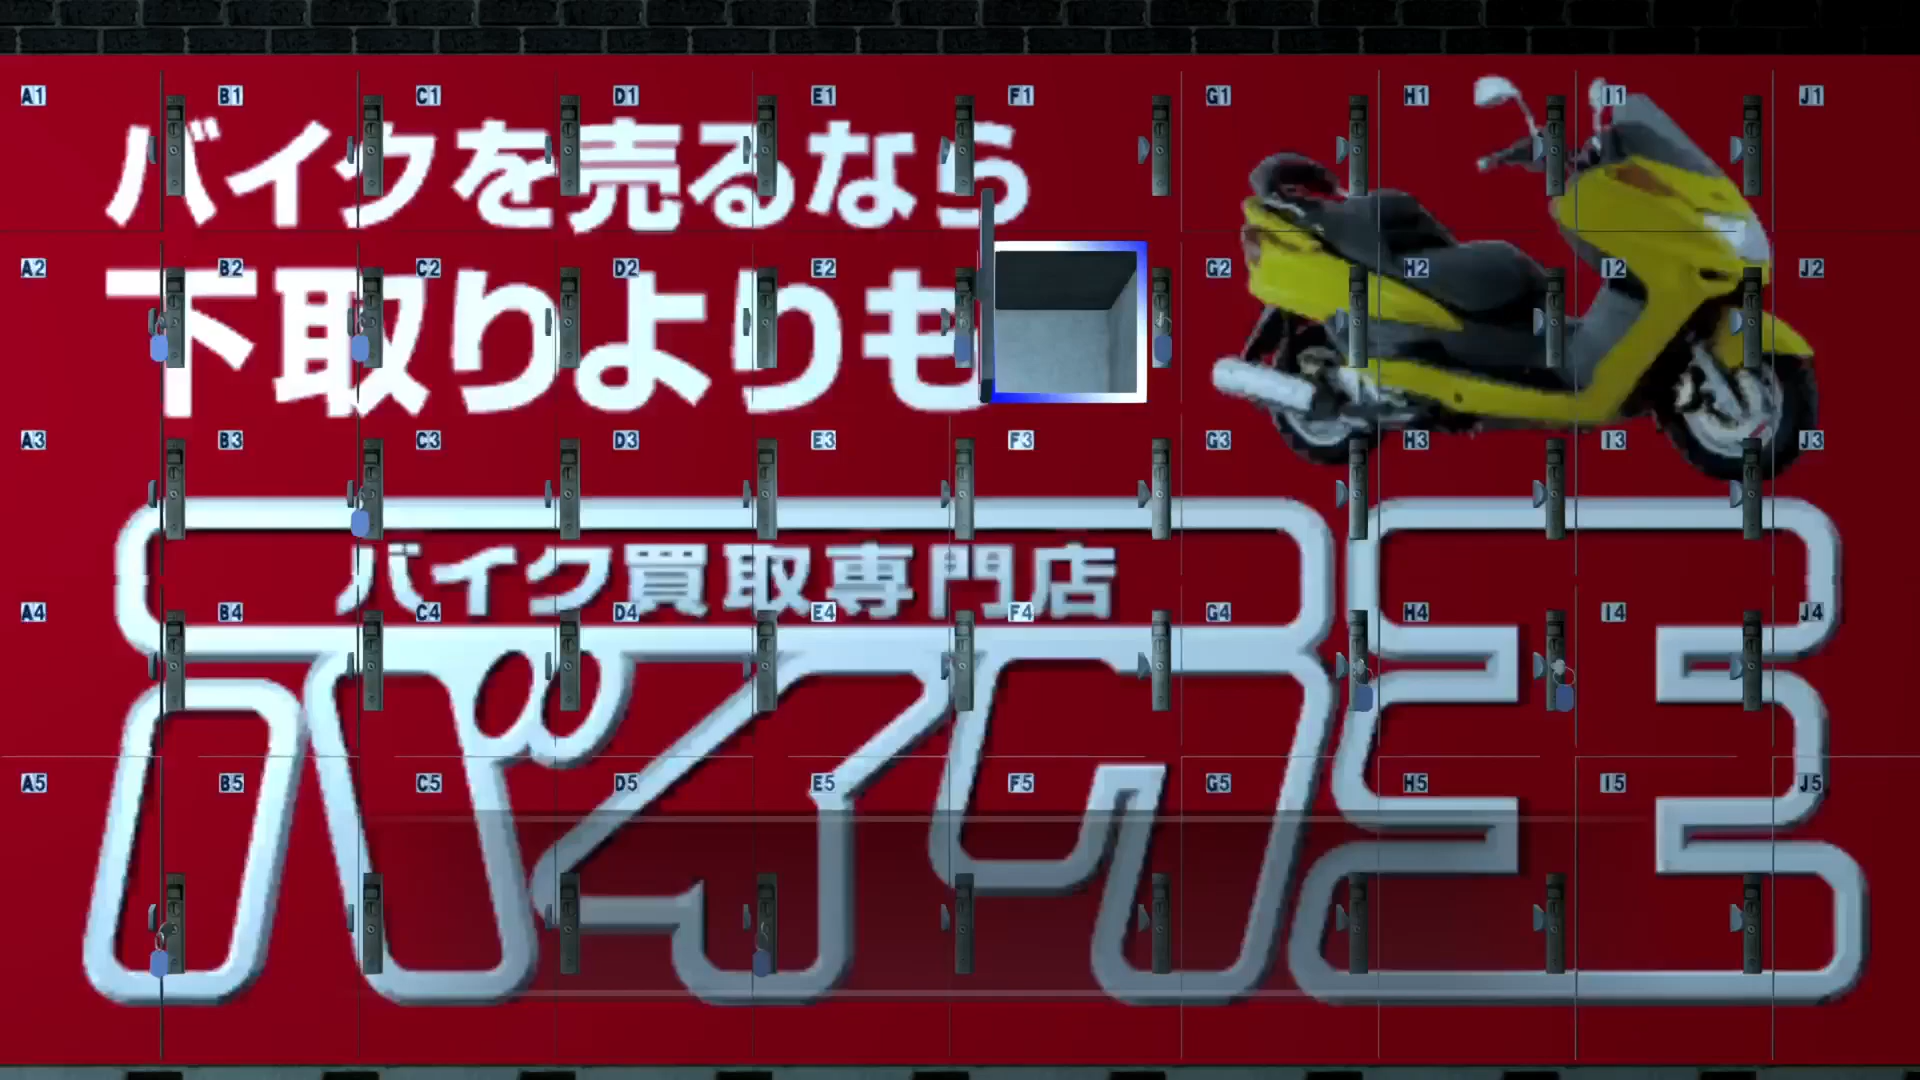 A1 B1 C1 D1 E1 F1 G1 H1 I1 J1
バイクを売るなら
A2 B2 C2 D2 E2 G2 H2 I2 J2
下取りよりも
A3 B3 C3 D3 E3 F3 G3 H3 I3 J3
バイク買取専門店
A4 B4 C4 D4 E4 F4 G4 H4 I4 J4
バイク王
A5 B5 C5 D5 E5 F5 G5 H5 I5 J5